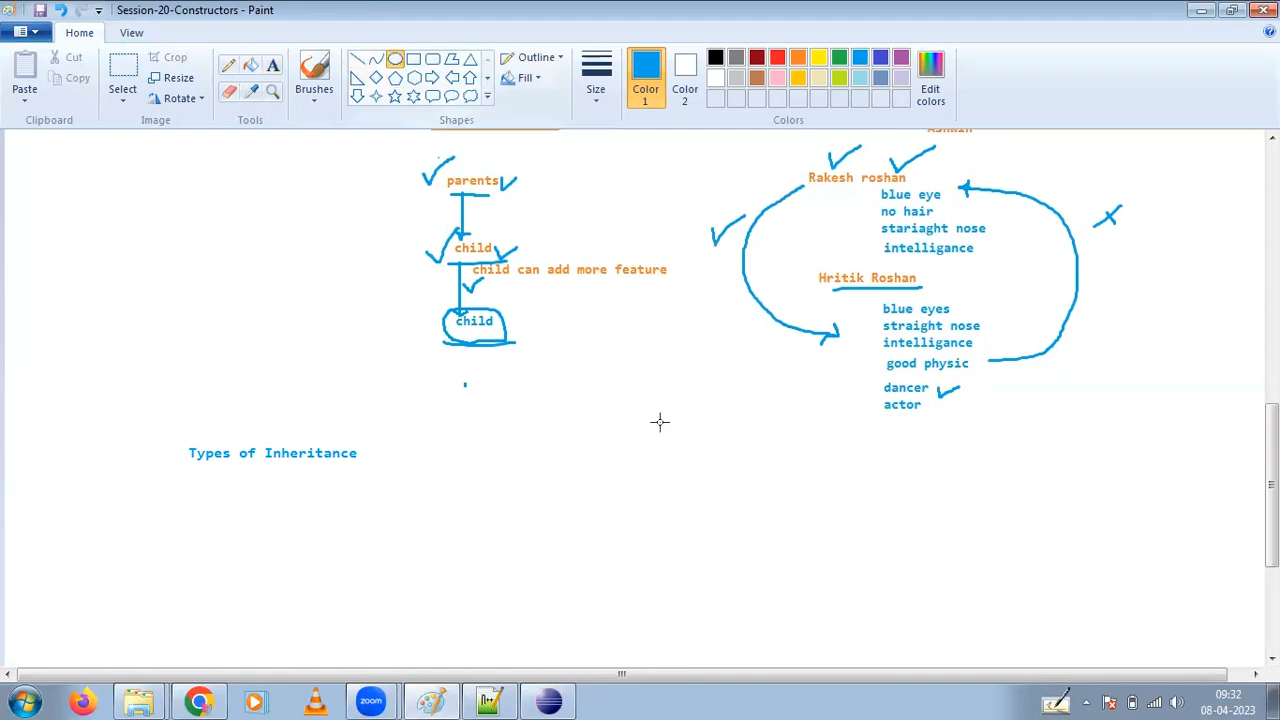 Session-20-Constructors - Paint
Home View
Paste
Cut
Copy
Clipboard
Select
Crop
Resize
Rotate
Image
A
Tools
Brushes
Outline
Fill
Shapes
Size
Color 1
Color 2
Edit colors
Colors
Ashwin
parents
child
child can add more feature
child
Rakesh roshan
blue eye
no hair
stariaght nose
intelligance
Hritik Roshan
blue eyes
straight nose
intelligance
good physic
dancer
actor
Types of Inheritance
zoom
09:32
08-04-2023